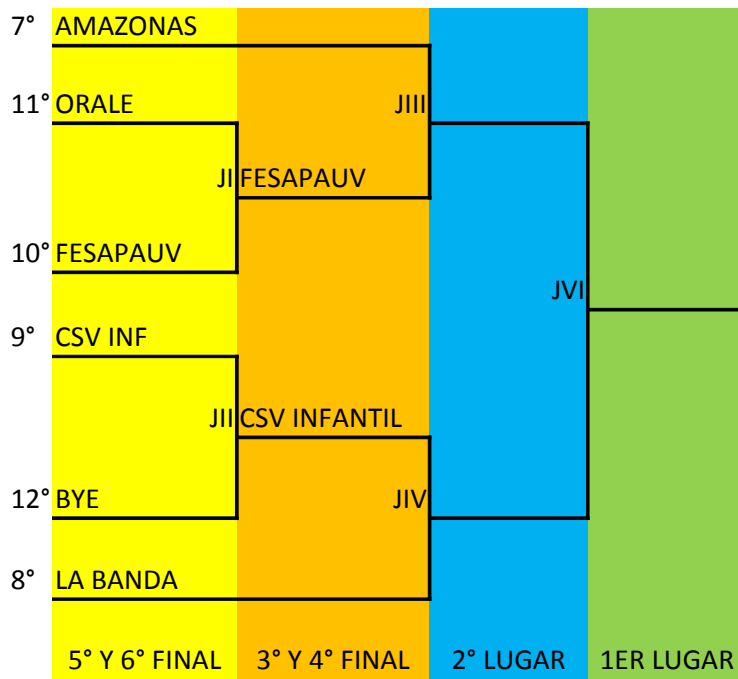 7° AMAZONAS
11° ORALE
JIII
JI FESAPAUV
10° FESAPAUV
JVI
9° CSV INF
JII CSV INFANTIL
12° BYE
JIV
8° LA BANDA
5° Y 6° FINAL 3° Y 4° FINAL 2° LUGAR 1ER LUGAR